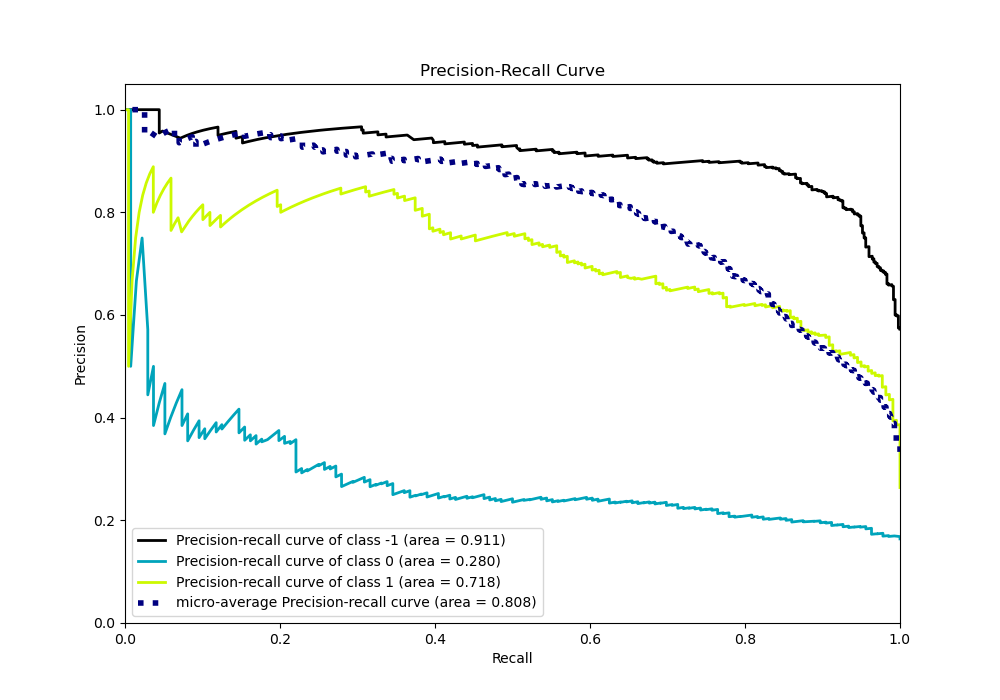 Precision-Recall Curve
1.0
0.8
0.6
0.4
0.2
0.0
Precision
Precision-recall curve of class -1 (area = 0.911)
Precision-recall curve of class 0 (area = 0.280)
Precision-recall curve of class 1 (area = 0.718)
micro-average Precision-recall curve (area = 0.808)
0.0 0.2 0.4 0.6 0.8 1.0
Recall